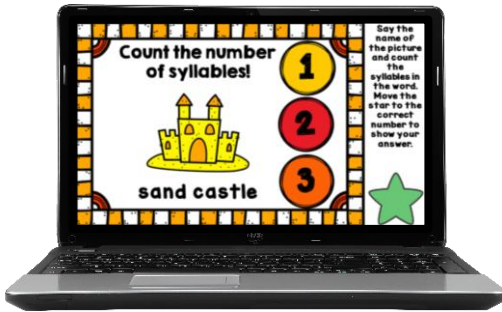 Count the number
of syllables!
sand castle
1
2
3
Say the
name of
the picture
and count
the
syllables in
the word.
Move the
star to the
correct
number to
show your
answer.